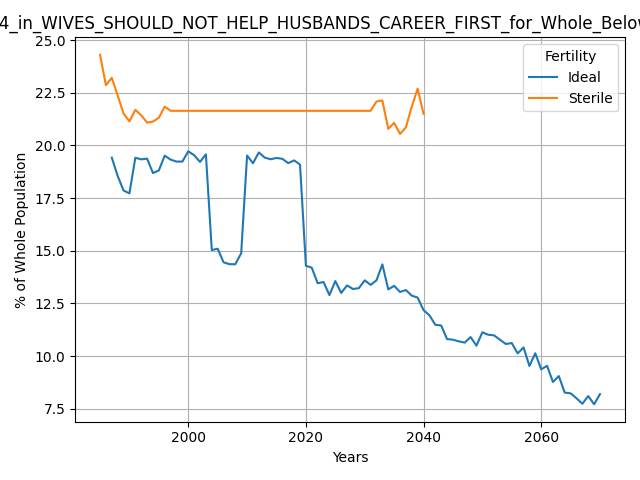 4_in_WIVES_SHOULD_NOT_HELP_HUSBANDS_CAREER_FIRST_for_Whole_Below
25.0
22.5
20.0
17.5
15.0
12.5
10.0
7.5
% of Whole Population
Fertility
Ideal
Sterile
2000 2020 2040 2060
Years